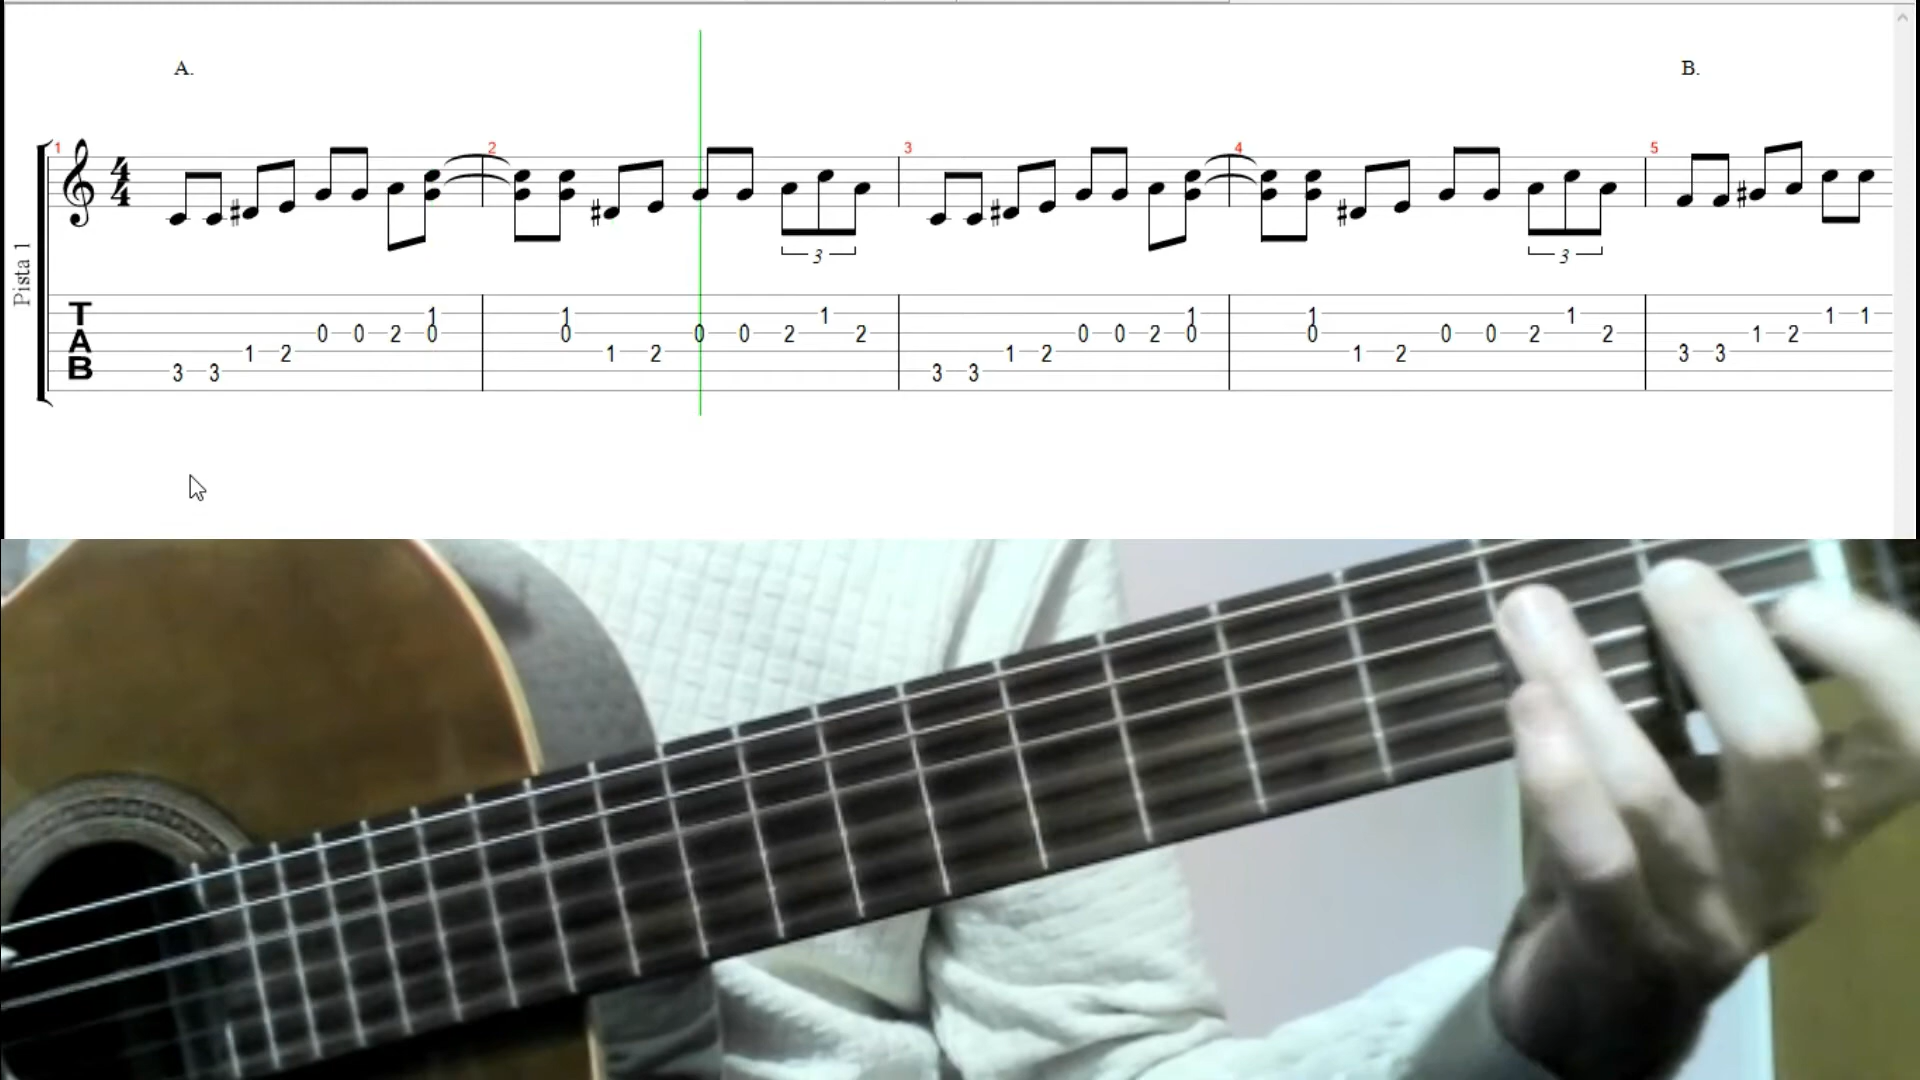 A. B.
1 2 3 4 5
4
4
3 3
Pista 1
T
A
B
1 1 1 1 1 1 1 1
0 0 2 0 0 0 0 2 2 0 0 2 0 0 0 0 2 2 1 2
1 2 1 2 1 2 1 2 3 3
3 3 3 3